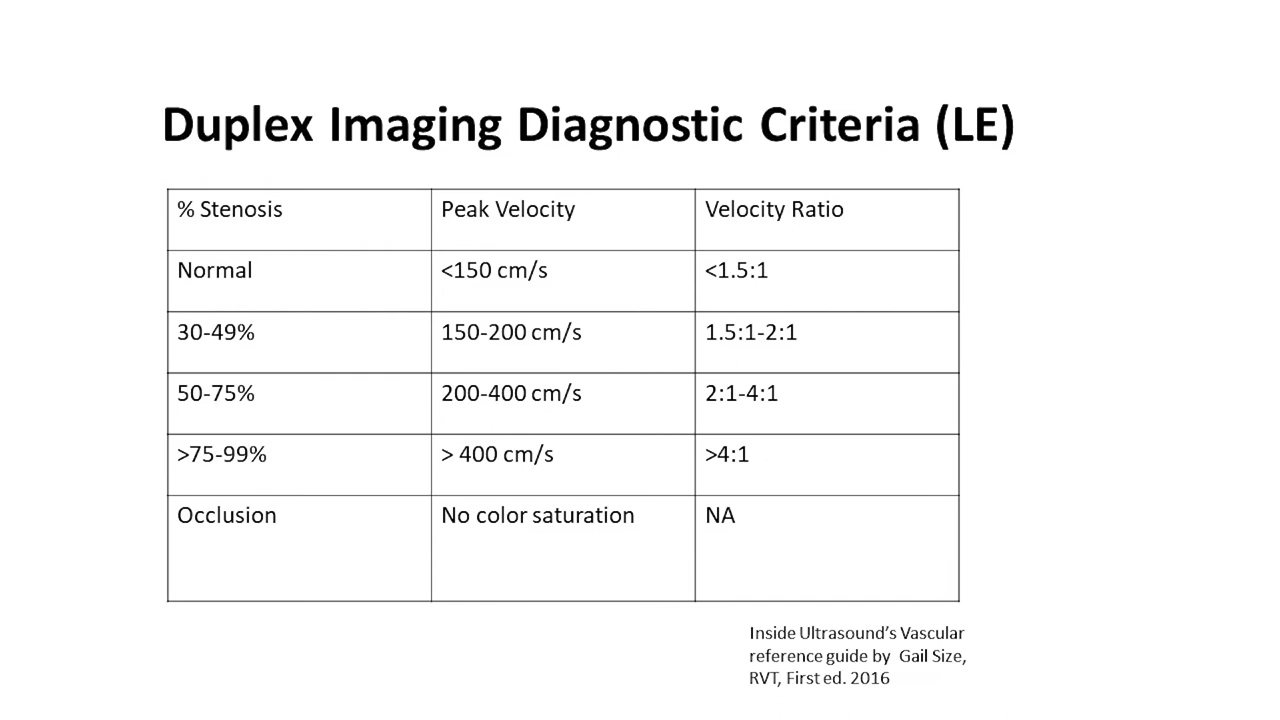 Duplex Imaging Diagnostic Criteria (LE)
% Stenosis Peak Velocity Velocity Ratio
Normal <150 cm/s <1.5:1
30-49% 150-200 cm/s 1.5:1-2:1
50-75% 200-400 cm/s 2:1-4:1
>75-99% > 400 cm/s >4:1
Occlusion No color saturation NA
Inside Ultrasound’s Vascular
reference guide by Gail Size,
RVT, First ed. 2016